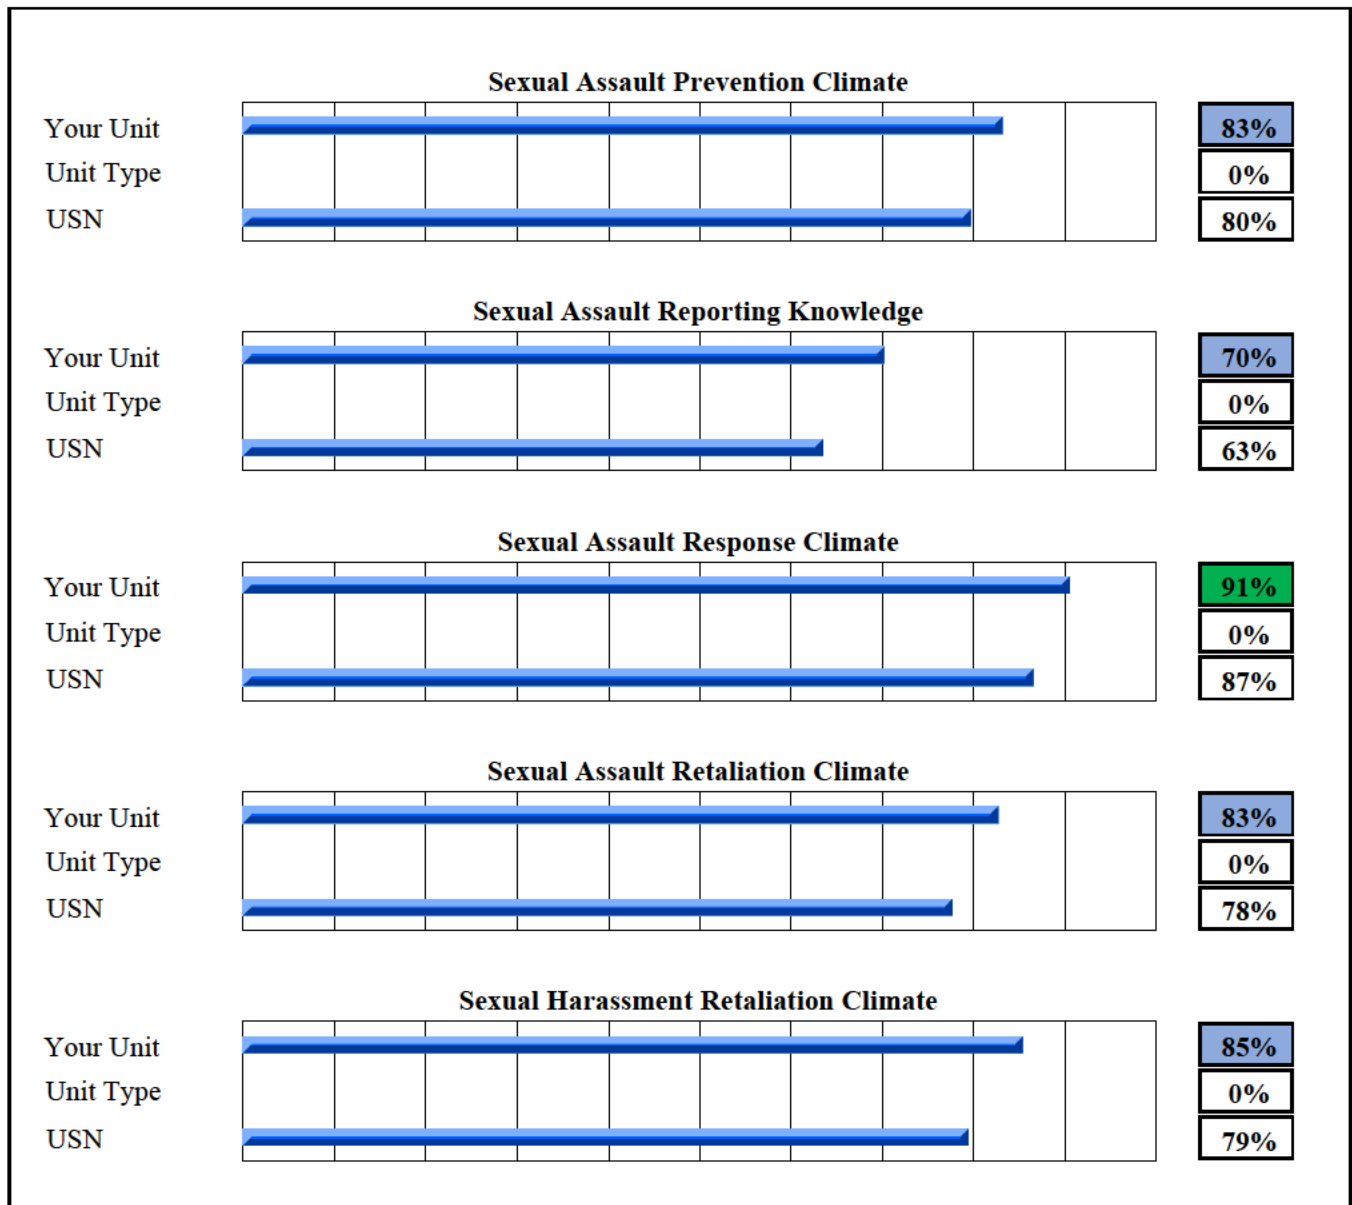 Sexual Assault Prevention Climate
Your Unit 83%
Unit Type 0%
USN 80%
Sexual Assault Reporting Knowledge
Your Unit 70%
Unit Type 0%
USN 63%
Sexual Assault Response Climate
Your Unit 91%
Unit Type 0%
USN 87%
Sexual Assault Retaliation Climate
Your Unit 83%
Unit Type 0%
USN 78%
Sexual Harassment Retaliation Climate
Your Unit 85%
Unit Type 0%
USN 79%